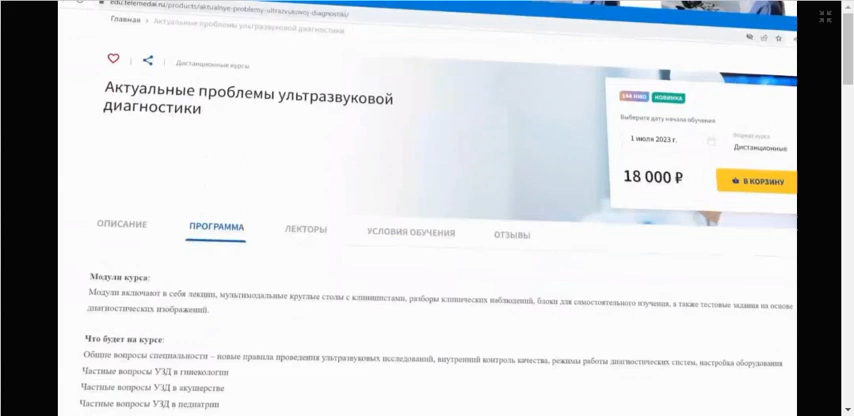 edu.telemedai.ru/products/aktualnye-problemy-ultrazvukovoj_diagnostiki/
Главная › Актуальные проблемы ультразвуковой диагностики
Дистанционные курсы
Актуальные проблемы ультразвуковой
диагностики
144 НМО НОВИНКА
Выберите дату начала обучения
1 июля 2023 г.
Формат курса
Дистанционные
18 000 ₽
В КОРЗИНУ
ОПИСАНИЕ ПРОГРАММА ЛЕКТОРЫ УСЛОВИЯ ОБУЧЕНИЯ ОТЗЫВЫ
Модули курса:
Модули включают в себя лекции, мультимодальные круглые столы с клиницистами, разборы клинических наблюдений, блоки для самостоятельного изучения, а также тестовые задания на основе
диагностических изображений.
Что будет на курсе:
Общие вопросы специальности – новые правила проведения ультразвуковых исследований, внутренний контроль качества, режимы работы диагностических систем, настройка оборудования
Частные вопросы УЗД в гинекологии
Частные вопросы УЗД в акушерстве
Частные вопросы УЗД в педиатрии